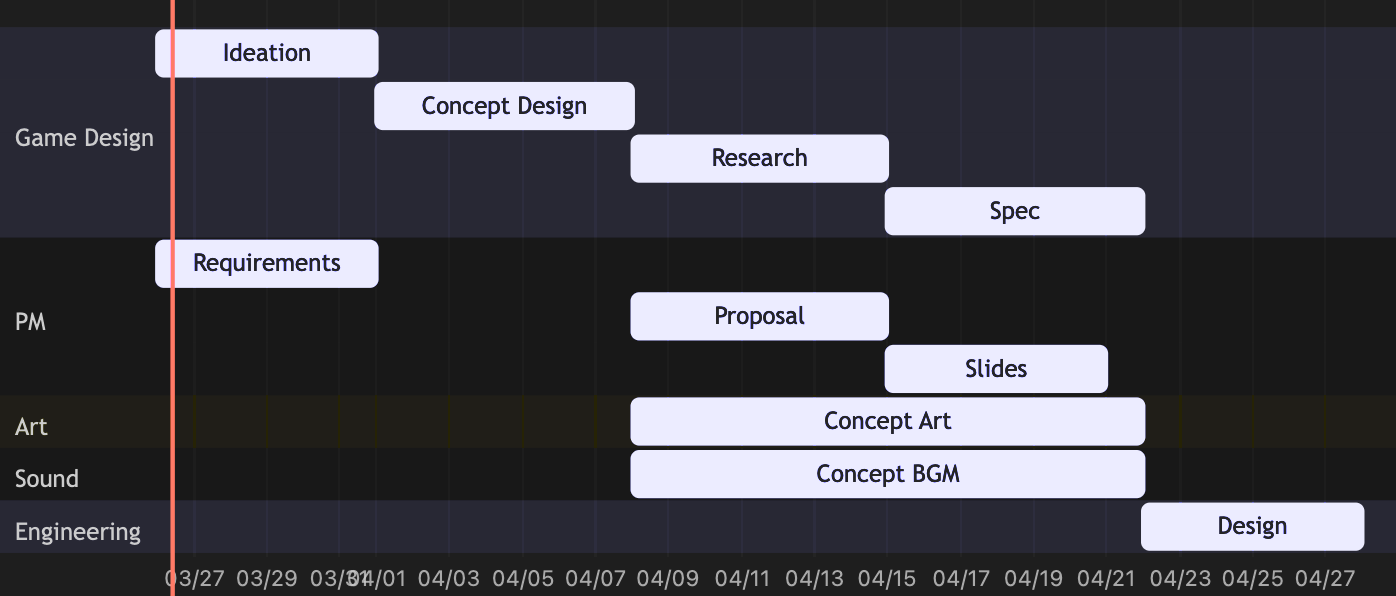 Ideation
Concept Design
Game Design
Research
Spec
Requirements
PM
Proposal
Slides
Art
Concept Art
Sound
Concept BGM
Engineering
Design
03/27 03/29 03/31 04/01 04/03 04/05 04/07 04/09 04/11 04/13 04/15 04/17 04/19 04/21 04/23 04/25 04/27